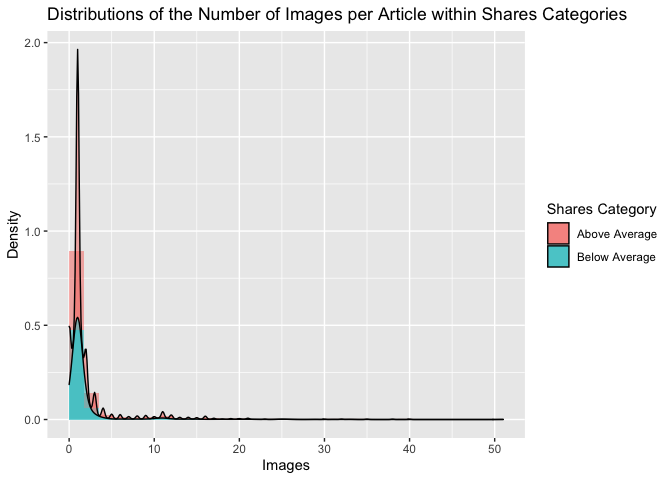 Distributions of the Number of Images per Article within Shares Categories
2.0
1.5
1.0
0.5
0.0
Density
0 10 20 30 40 50
Images
Shares Category
Above Average
Below Average